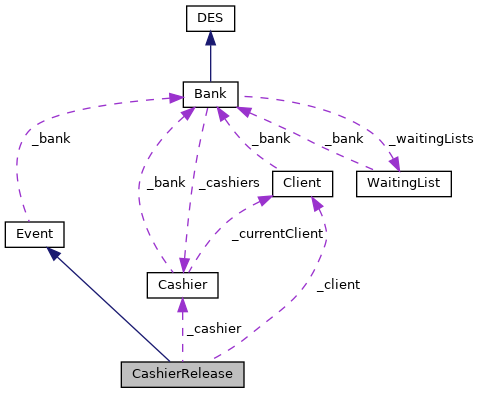 DES
Bank
_bank
_bank
_bank
_waitingLists
_bank
_cashiers
Client
WaitingList
Event
_currentClient
Cashier
_client
_cashier
CashierRelease